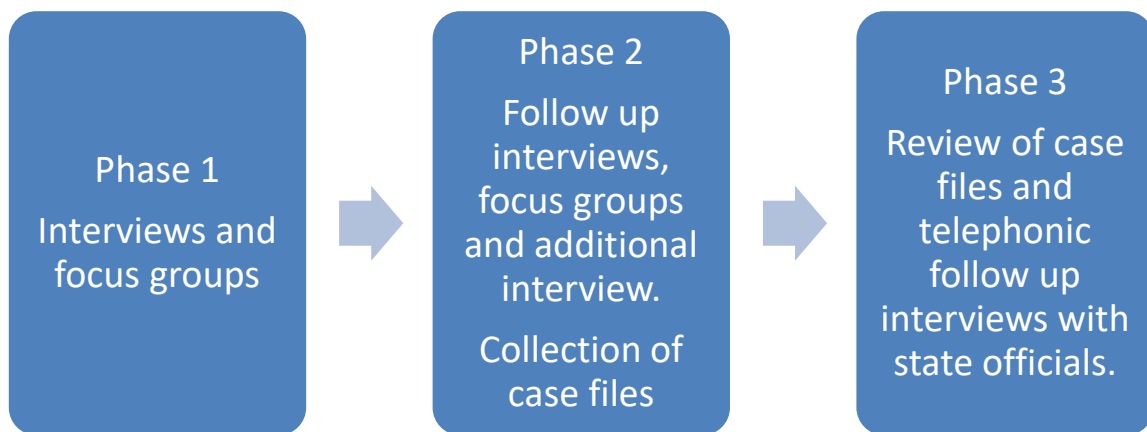 Phase 1
Interviews and
focus groups
Phase 2
Follow up
interviews,
focus groups
and additional
interview.
Collection of
case files
Phase 3
Review of case
files and
telephonic
follow up
interviews with
state officials.